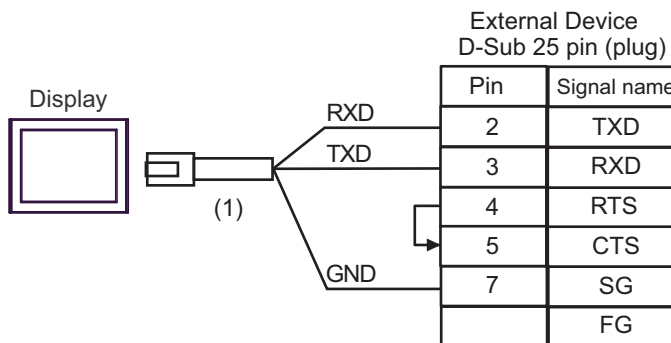 External Device
D-Sub 25 pin (plug)
Display
Pin Signal name
RXD 2 TXD
TXD 3 RXD
4 RTS
(1)
5 CTS
GND 7 SG
FG